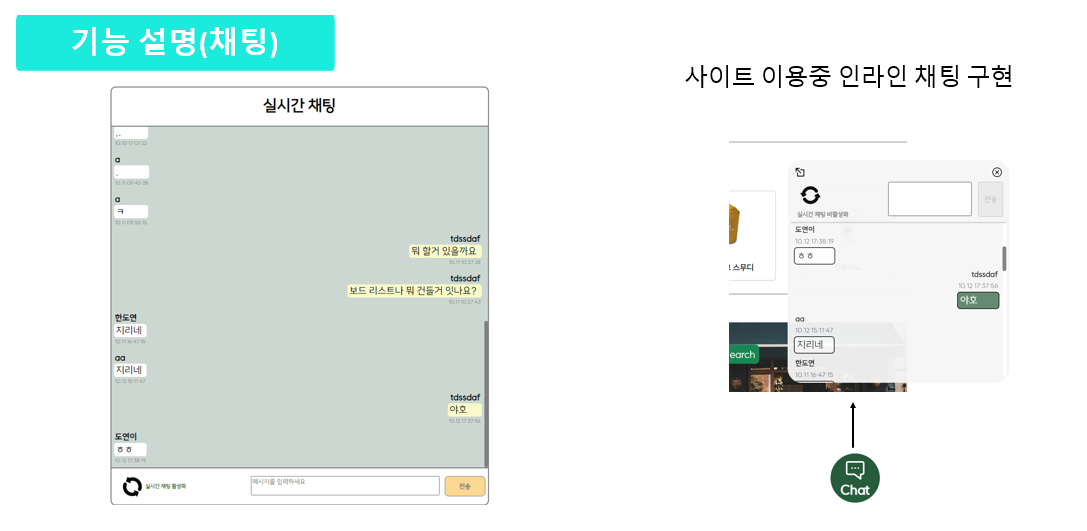 기능 설명(채팅)
실시간 채팅
. .
10.10 17:01:22
a
.
10.11 09:45:28
a
ㅋ
10.11 09:55:15
tdssdaf
뭐 할거 있을까요
10.11 10:27:28
tdssdaf
보드 리스트나 뭐 건들거 잇나요?
10.11 10:27:43
한도연
지리네
10.11 16:47:15
aa
지리네
10.12 15:11:47
tdssdaf
야호
10.12 17:37:56
도연이
ㅎㅎ
10.12 17:38:19
실시간 채팅 활성화
메시지를 입력하세요
전송
사이트 이용중 인라인 채팅 구현
전송
실시간 채팅 비활성화
도연이
10.12 17:38:19
ㅎㅎ
tdssdaf
10.12 17:37:56
야호
스무디
aa
10.12 15:11:47
지리네
earch
한도연
10.11 16:47:15
Chat